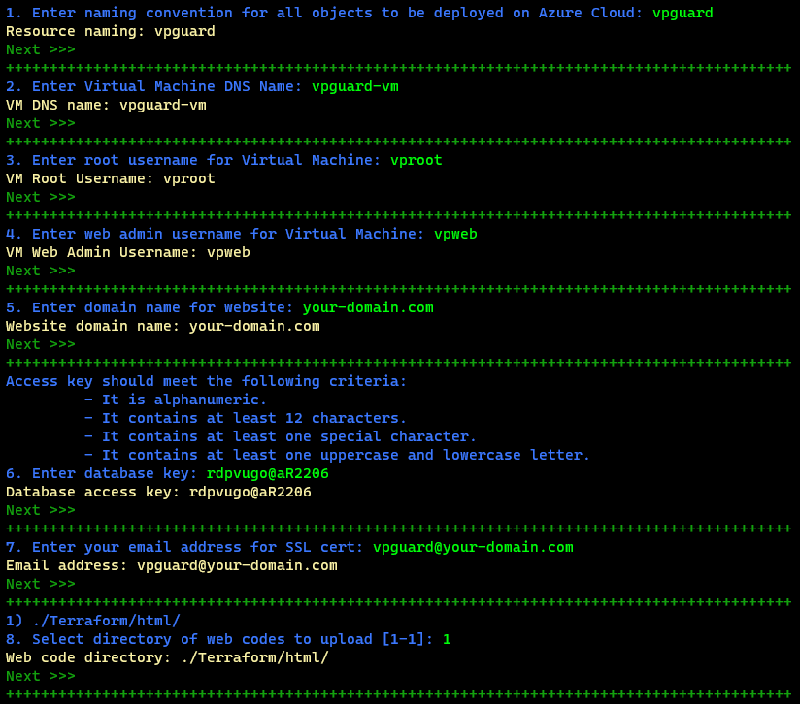 1. Enter naming convention for all objects to be deployed on Azure Cloud: vpguard
Resource naming: vpguard
Next >>>
++++++++++++++++++++++++++++++++++++++++++++++++++++++++++++++++++++++++++++++++++++++++++
2. Enter Virtual Machine DNS Name: vpguard-vm
VM DNS name: vpguard-vm
Next >>>
++++++++++++++++++++++++++++++++++++++++++++++++++++++++++++++++++++++++++++++++++++++++++
3. Enter root username for Virtual Machine: vproot
VM Root Username: vproot
Next >>>
++++++++++++++++++++++++++++++++++++++++++++++++++++++++++++++++++++++++++++++++++++++++++
4. Enter web admin username for Virtual Machine: vpweb
VM Web Admin Username: vpweb
Next >>>
++++++++++++++++++++++++++++++++++++++++++++++++++++++++++++++++++++++++++++++++++++++++++
5. Enter domain name for website: your-domain.com
Website domain name: your-domain.com
Next >>>
++++++++++++++++++++++++++++++++++++++++++++++++++++++++++++++++++++++++++++++++++++++++++
Access key should meet the following criteria:
- It is alphanumeric.
- It contains at least 12 characters.
- It contains at least one special character.
- It contains at least one uppercase and lowercase letter.
6. Enter database key: rdpvugo@aR2206
Database access key: rdpvugo@aR2206
Next >>>
++++++++++++++++++++++++++++++++++++++++++++++++++++++++++++++++++++++++++++++++++++++++++
7. Enter your email address for SSL cert: vpguard@your-domain.com
Email address: vpguard@your-domain.com
Next >>>
++++++++++++++++++++++++++++++++++++++++++++++++++++++++++++++++++++++++++++++++++++++++++
1) ./Terraform/html/
8. Select directory of web codes to upload [1-1]: 1
Web code directory: ./Terraform/html/
Next >>>
++++++++++++++++++++++++++++++++++++++++++++++++++++++++++++++++++++++++++++++++++++++++++